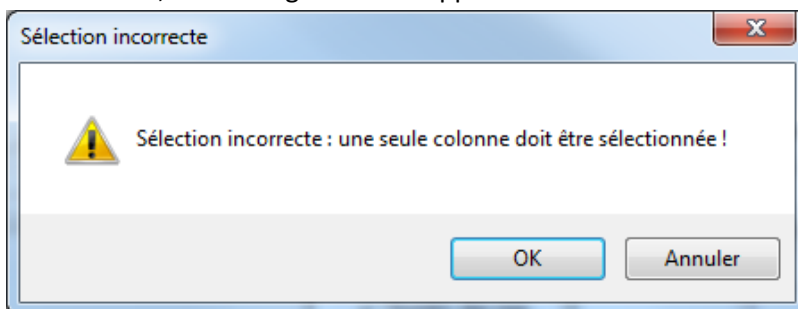 Sélection incorrecte
Sélection incorrecte : une seule colonne doit être sélectionnée !
OK
Annuler